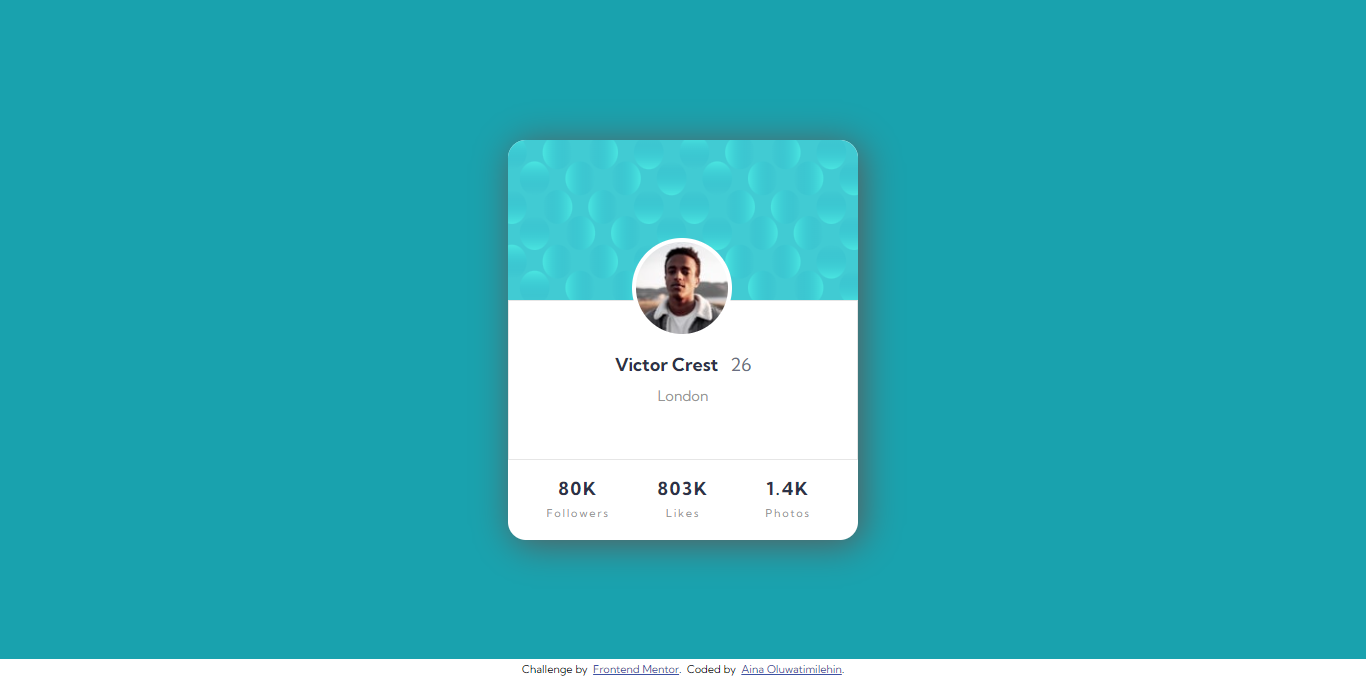 Victor Crest 26
London
80K 803K 1.4K
Followers Likes Photos
Challenge by Frontend Mentor. Coded by Aina Oluwatimilehin.